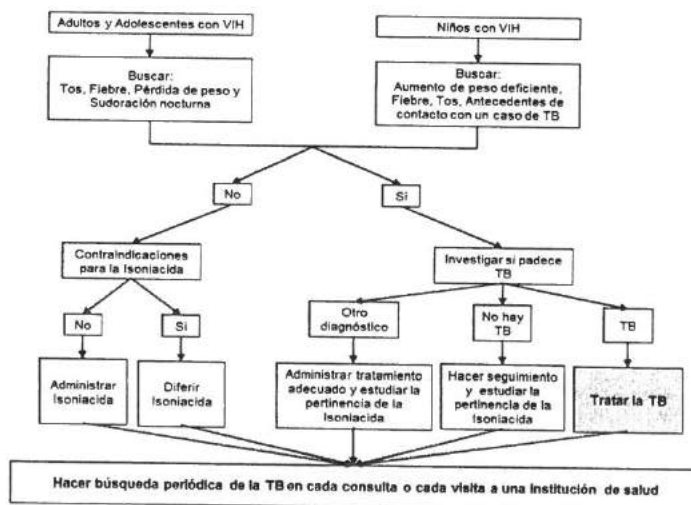 Adultos y Adolescentes con VIH
Niños con VIH
Buscar:
Tos, Fiebre, Pérdida de peso y
Sudoración nocturna
Buscar:
Aumento de peso deficiente,
Fiebre, Tos, Antecedentes de
contacto con un caso de TB
No
Sí
Contraindicaciones
para la Isoniacida
Investigar si padece
TB
No
Sí
Otro
diagnóstico
No hay
TB
TB
Administrar
Isoniacida
Diferir
Isoniacida
Administrar tratamiento
adecuado y estudiar la
pertinencia de la
Isoniacida
Hacer seguimiento
y estudiar la
pertinencia de la
Isoniacida
Tratar la TB
Hacer búsqueda periódica de la TB en cada consulta o cada visita a una institución de salud